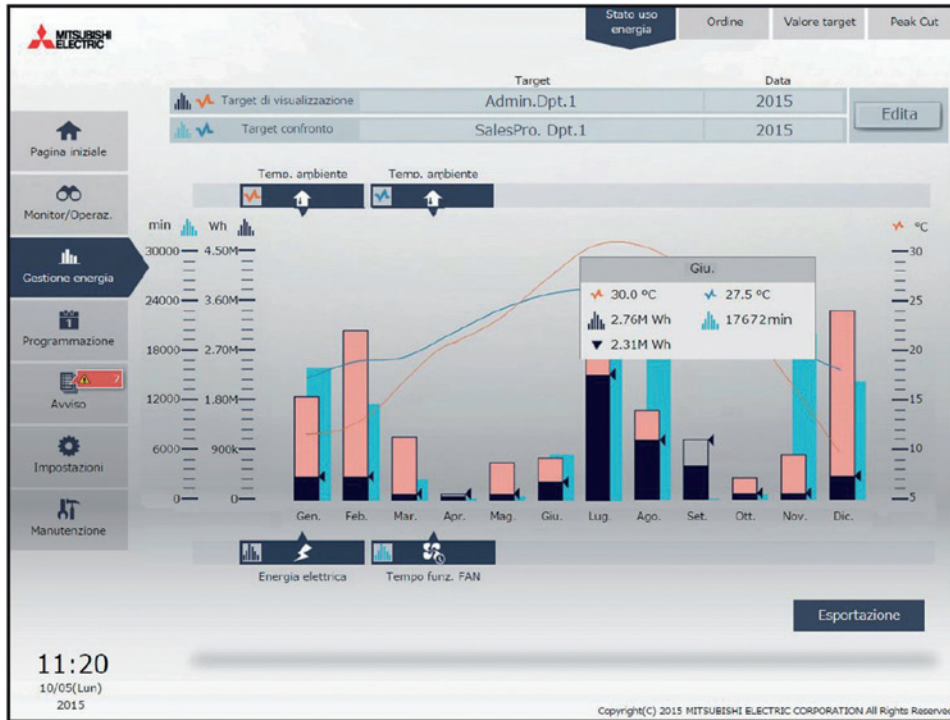 MITSUBISHI
ELECTRIC
Stato uso
energia
Ordine
Valore target
Peak Cut
Target
Data
Target di visualizzazione
Admin.Dpt.1
2015
Target confronto
SalesPro. Dpt.1
2015
Edita
Pagina iniziale
Monitor/Operaz.
Gestione energia
1
Programmazione
7
Avviso
Impostazioni
Manutenzione
Temp. ambiente
Temp. ambiente
min
Wh
°C
30000
4.50M
30
24000
3.60M
25
18000
2.70M
20
12000
1.80M
15
6000
900k
10
0
0
5
Giu.
30.0 °C
27.5 °C
2.76M Wh
17672min
2.31M Wh
Gen.
Feb.
Mar.
Apr.
Mag.
Giu.
Lug.
Ago.
Set.
Ott.
Nov.
Dic.
Energia elettrica
Tempo funz. FAN
Esportazione
11:20
10/05(Lun)
2015
Copyright(C) 2015 MITSUBISHI ELECTRIC CORPORATION All Rights Reserved